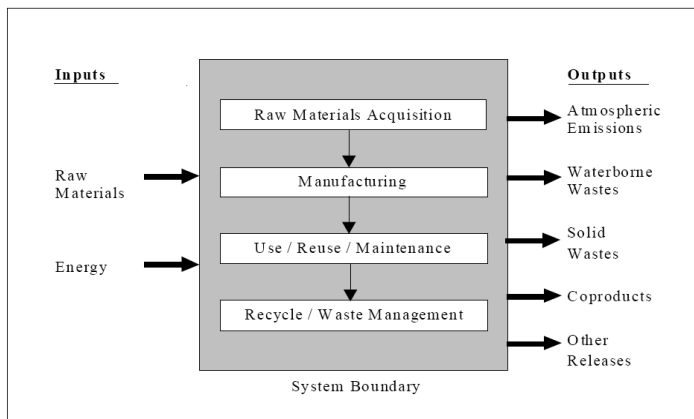 Inputs
Outputs
Raw Materials Acquisition
Atmospheric
Emissions
Raw
Materials
Manufacturing
Waterborne
Wastes
Energy
Use / Reuse / Maintenance
Solid
Wastes
Recycle / Waste Management
Coproducts
Other
Releases
System Boundary